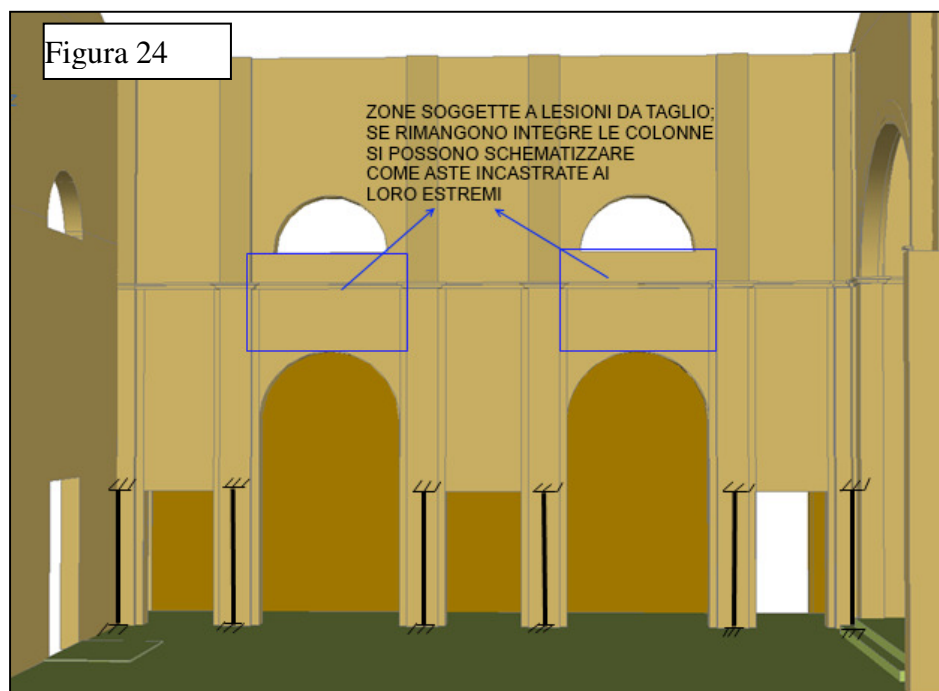 Figura 24
ZONE SOGGETTE A LESIONI DA TAGLIO;
SE RIMANGONO INTEGRE LE COLONNE
SI POSSONO SCHEMATIZZARE
COME ASTE INCASTRATE AI
LORO ESTREMI